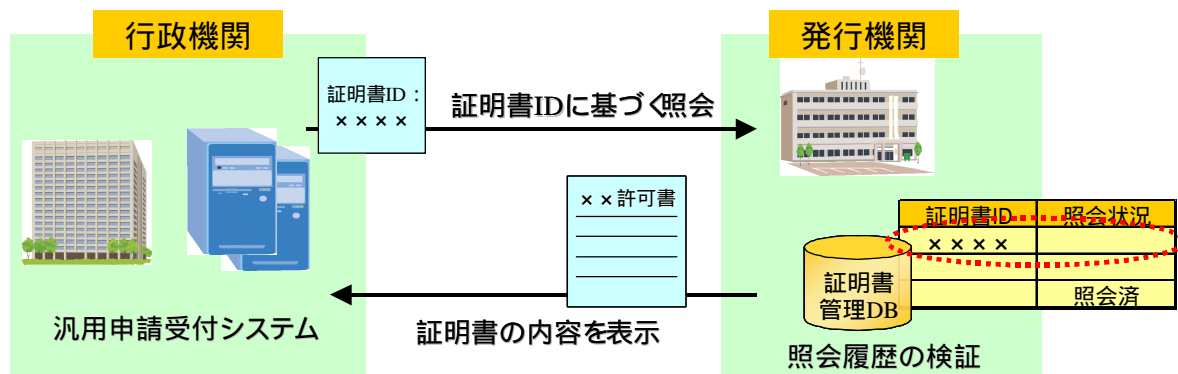 行政機関
発行機関
証明書ID：
××××
証明書IDに基づく照会
××許可書
証明書ID 照会状況
××××
照会済
証明書
管理DB
汎用申請受付システム
証明書の内容を表示
照会履歴の検証